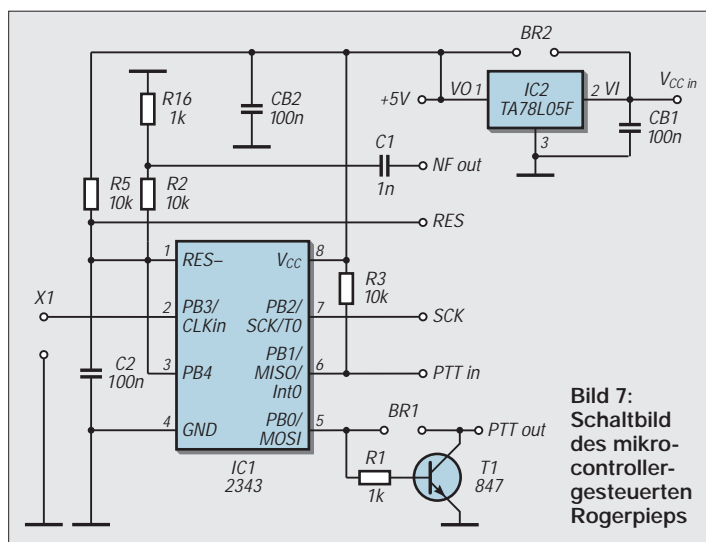 BR2
R16
1k
CB2
100n
+5V
VO 1
IC2
TA78L05F
2 VI
VCC in
CB1
100n
3
C1
1n
NF out
R5
10k
R2
10k
RES
1
RES–
VCC
8
R3
10k
X1
2
PB3/
CLKin
PB2/
SCK/T0
7
SCK
C2
100n
3
PB4
PB1/
MISO/
Int0
6
PTT in
4
GND
PB0/
MOSI
5
BR1
PTT out
IC1
2343
R1
1k
T1
847
Bild 7:
Schaltbild
des mikro-
controller-
gesteuerten
Rogerpieps